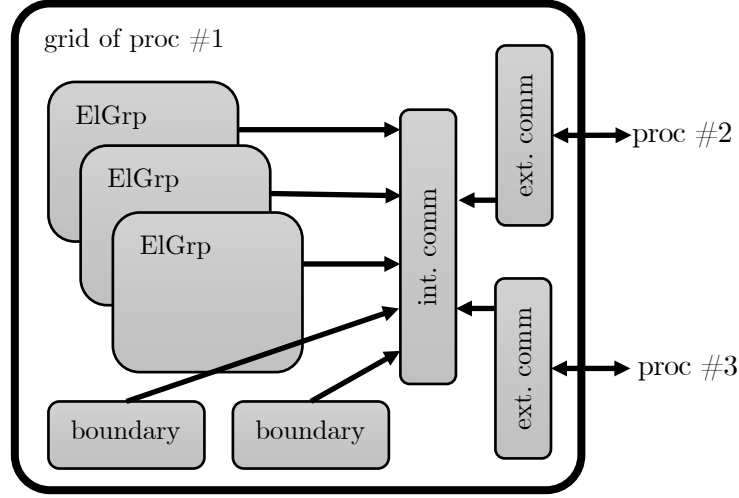 grid of proc #1
ElGrp
ElGrp
ElGrp
boundary
boundary
int. comm
ext. comm
proc #2
ext. comm
proc #3